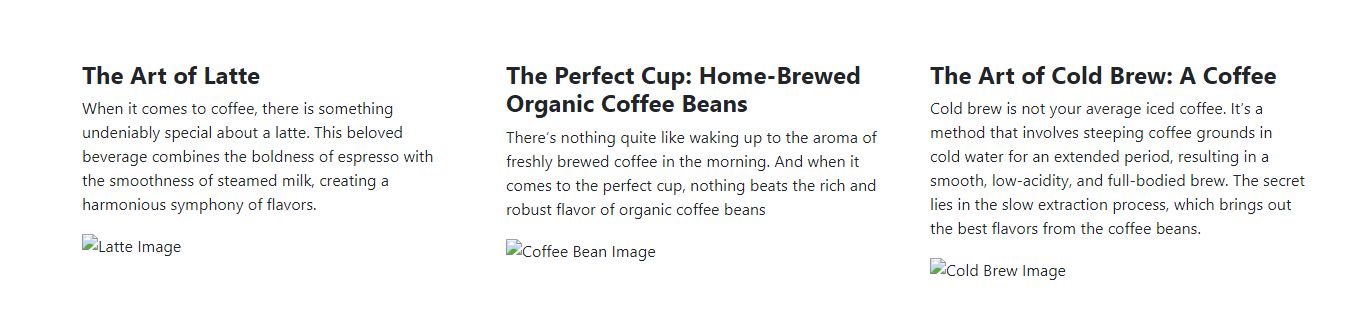 The Art of Latte
When it comes to coffee, there is something
undeniably special about a latte. This beloved
beverage combines the boldness of espresso with
the smoothness of steamed milk, creating a
harmonious symphony of flavors.
Latte Image
The Perfect Cup: Home-Brewed
Organic Coffee Beans
There’s nothing quite like waking up to the aroma of
freshly brewed coffee in the morning. And when it
comes to the perfect cup, nothing beats the rich and
robust flavor of organic coffee beans
Coffee Bean Image
The Art of Cold Brew: A Coffee
Cold brew is not your average iced coffee. It’s a
method that involves steeping coffee grounds in
cold water for an extended period, resulting in a
smooth, low-acidity, and full-bodied brew. The secret
lies in the slow extraction process, which brings out
the best flavors from the coffee beans.
Cold Brew Image